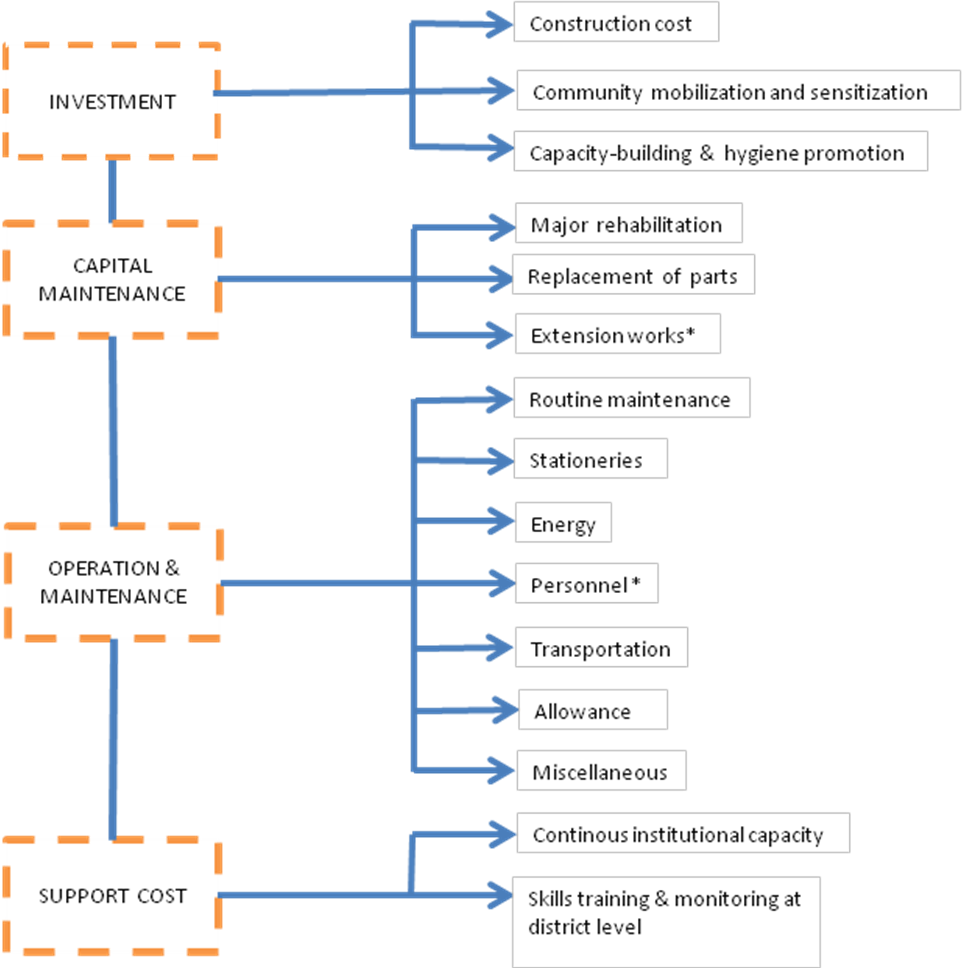 INVESTMENT
Construction cost
Community mobilization and sensitization
Capacity-building & hygiene promotion
CAPITAL
MAINTENANCE
Major rehabilitation
Replacement of parts
Extension works*
OPERATION &
MAINTENANCE
Routine maintenance
Stationeries
Energy
Personnel*
Transportation
Allowance
Miscellaneous
SUPPORT COST
Continous institutional capacity
Skills training & monitoring at
district level